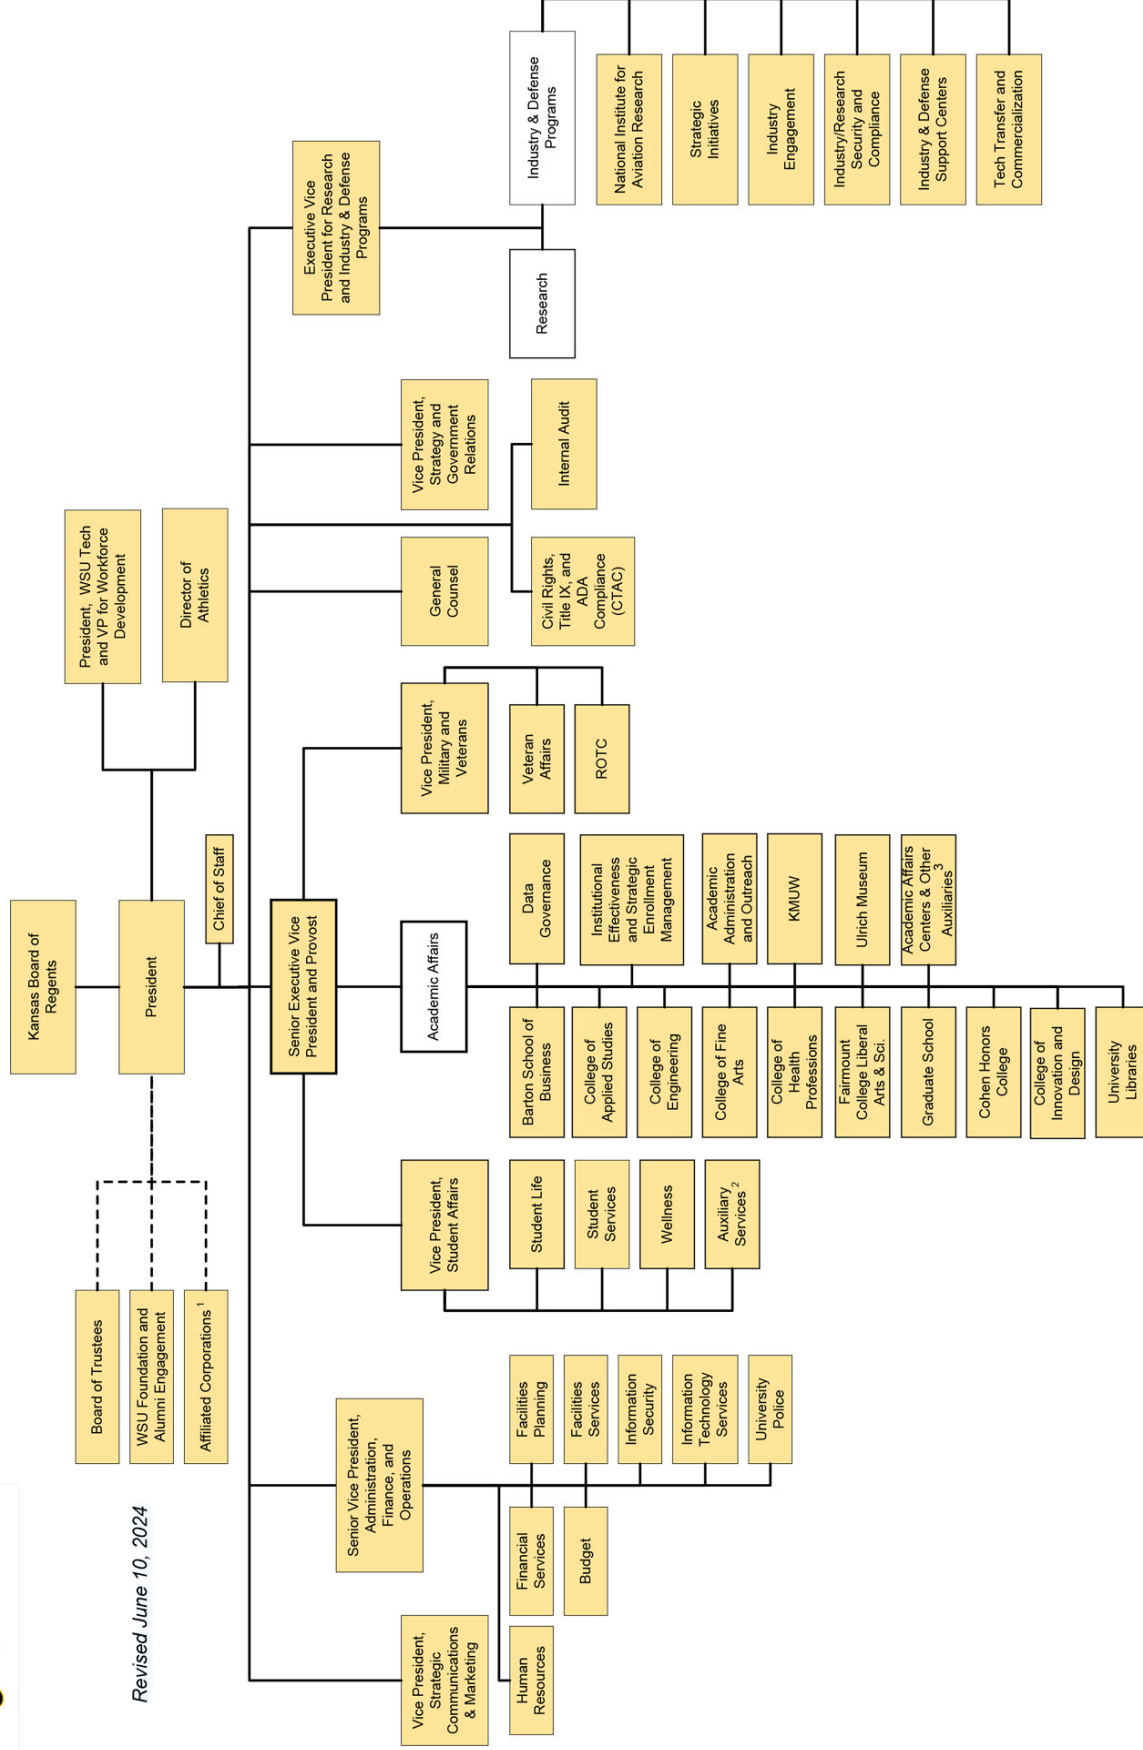 Kansas Board of
Regents
President
President, WSU Tech
and VP for Workforce
Development
Director of
Athletics
Board of Trustees
WSU Foundation and
Alumni Engagement
Affiliated Corporations 1
Revised June 10, 2024
Chief of Staff
Senior Executive Vice
President and Provost
Executive Vice
President for Research
and Industry & Defense
Programs
Senior Vice President,
Administration,
Finance, and
Operations
Vice President,
Strategic
Communications
& Marketing
Vice President,
Student Affairs
Academic Affairs
Vice President,
Military and
Veterans
General
Counsel
Vice President,
Strategy and
Government
Relations
Human
Resources
Financial
Services
Budget
Facilities
Planning
Facilities
Services
Information
Security
Information
Technology
Services
University
Police
Student Life
Student
Services
Wellness
Auxiliary
Services 2
Barton School of
Business
College of
Applied Studies
College of
Engineering
College of Fine
Arts
College of
Health
Professions
Fairmount
College Liberal
Arts & Sci.
Graduate School
Cohen Honors
College
College of
Innovation and
Design
University
Libraries
Data
Governance
Institutional
Effectiveness
and Strategic
Enrollment
Management
Academic
Administration
and Outreach
KMUW
Ulrich Museum
Academic Affairs
Centers & Other
Auxiliaries3
Veteran
Affairs
ROTC
Civil Rights,
Title IX, and
ADA
Compliance
(CTAC)
Internal Audit
Research
Industry & Defense
Programs
National Institute for
Aviation Research
Strategic
Initiatives
Industry
Engagement
Industry/Research
Security and
Compliance
Industry & Defense
Support Centers
Tech Transfer and
Commercialization